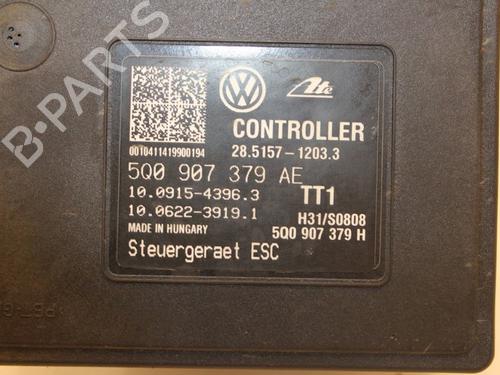 B-PARTS
Ate
CONTROLLER
0010411419900194
28.5157-1203.3
5Q0 907 379 AE
10.0915-4396.3
TT1
10.0622-3919.1
H31/S0808
MADE IN HUNGARY
5Q0 907 379 H
Steuergeraet ESC